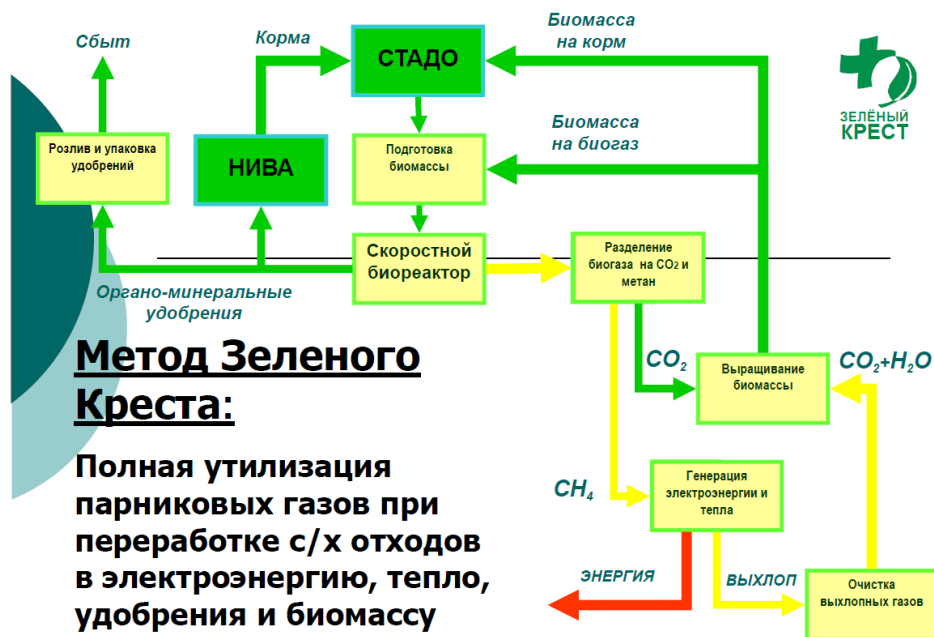 Сбыт
Корма
СТАДО
Биомасса
на корм
ЗЕЛЁНЫЙ
КРЕСТ
Розлив и упаковка
удобрений
НИВА
Подготовка
биомассы
Биомасса
на биогаз
Скоростной
биореактор
Разделение
биогаза на CO2 и
метан
Органо-минеральные
удобрения
Метод Зеленого
Креста:
CO2
Выращивание
биомассы
CO2+H2O
Полная утилизация
парниковых газов при
переработке с/х отходов
в электроэнергию, тепло,
удобрения и биомассу
CH4
Генерация
электроэнергии и
тепла
ЭНЕРГИЯ
ВЫХЛОП
Очистка
выхлопных газов